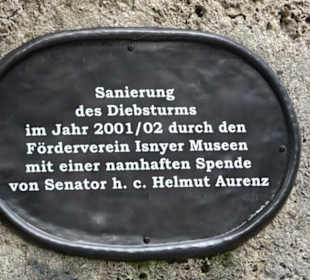 Sanierung
des Diebsturms
im Jahr 2001/02 durch den
Förderverein Isnyer Museen
mit einer namhaften Spende
von Senator h. c. Helmut Aurenz